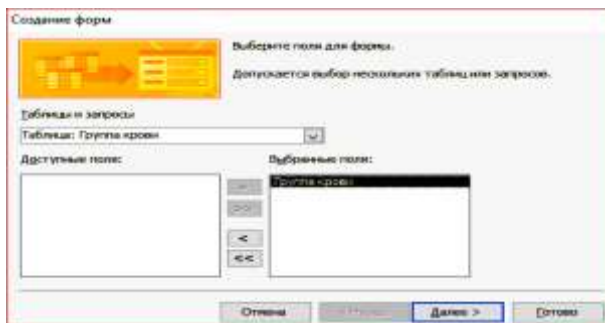 Создание форм
Выберите поля для формы.
Допускается выбор нескольких таблиц или запросов.
Таблицы и запросы
Таблица: Группа крови
Доступные поля:
Выбранные поля:
Группа крови
>
>>
<
<<
Отмена
< Назад
Далее >
Готово